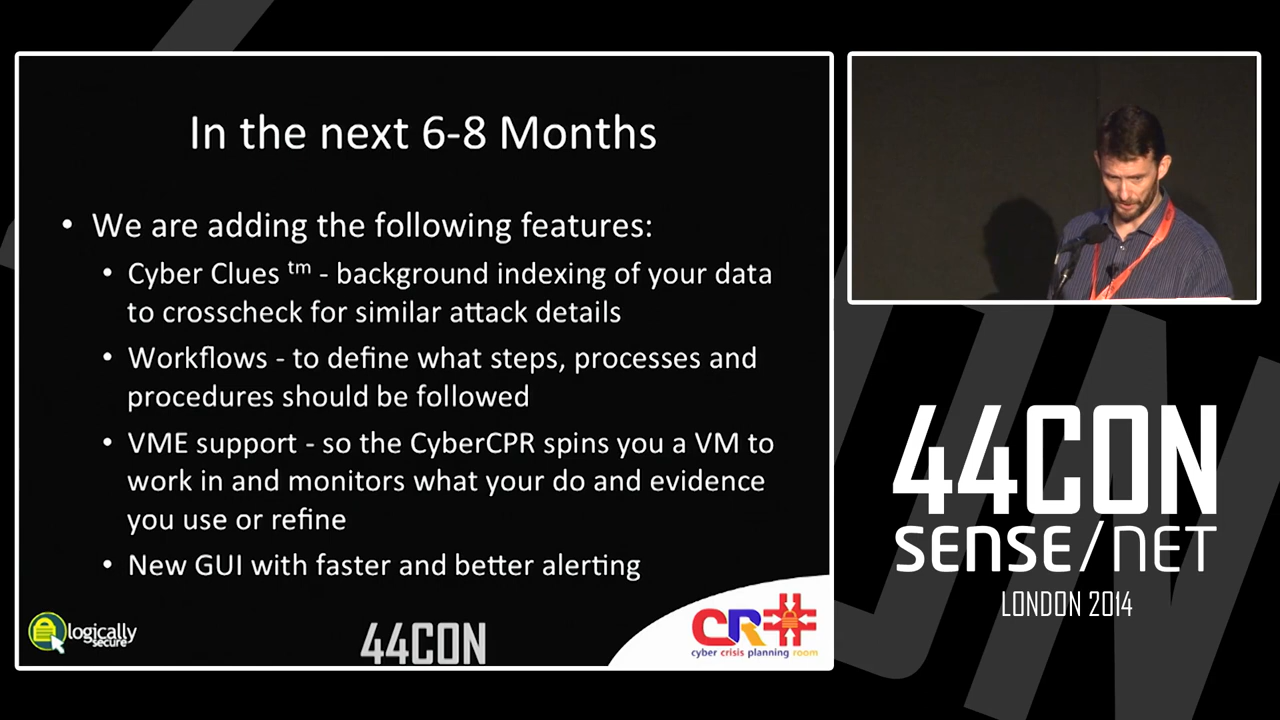 In the next 6-8 Months
• We are adding the following features:
• Cyber Clues ™ - background indexing of your data
to crosscheck for similar attack details
• Workflows - to define what steps, processes and
procedures should be followed
• VME support - so the CyberCPR spins you a VM to
work in and monitors what your do and evidence
you use or refine
• New GUI with faster and better alerting
logically
secure
44CON
CR
cyber crisis planning room
44CON
SENSE/NET
LONDON 2014